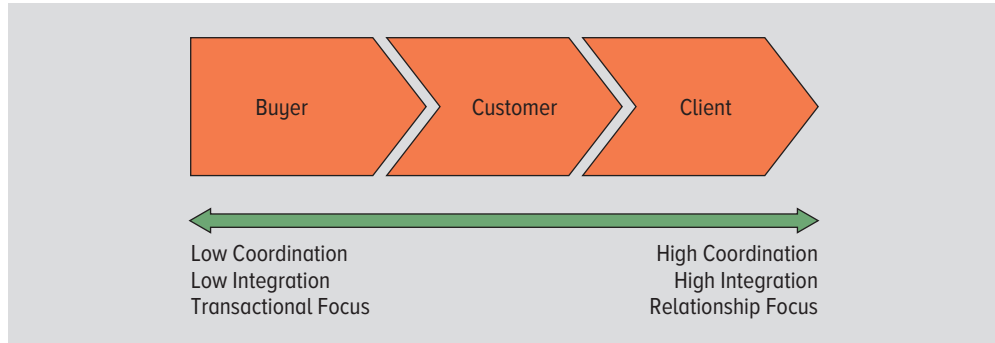 Buyer
Customer
Client
Low Coordination
Low Integration
Transactional Focus
High Coordination
High Integration
Relationship Focus